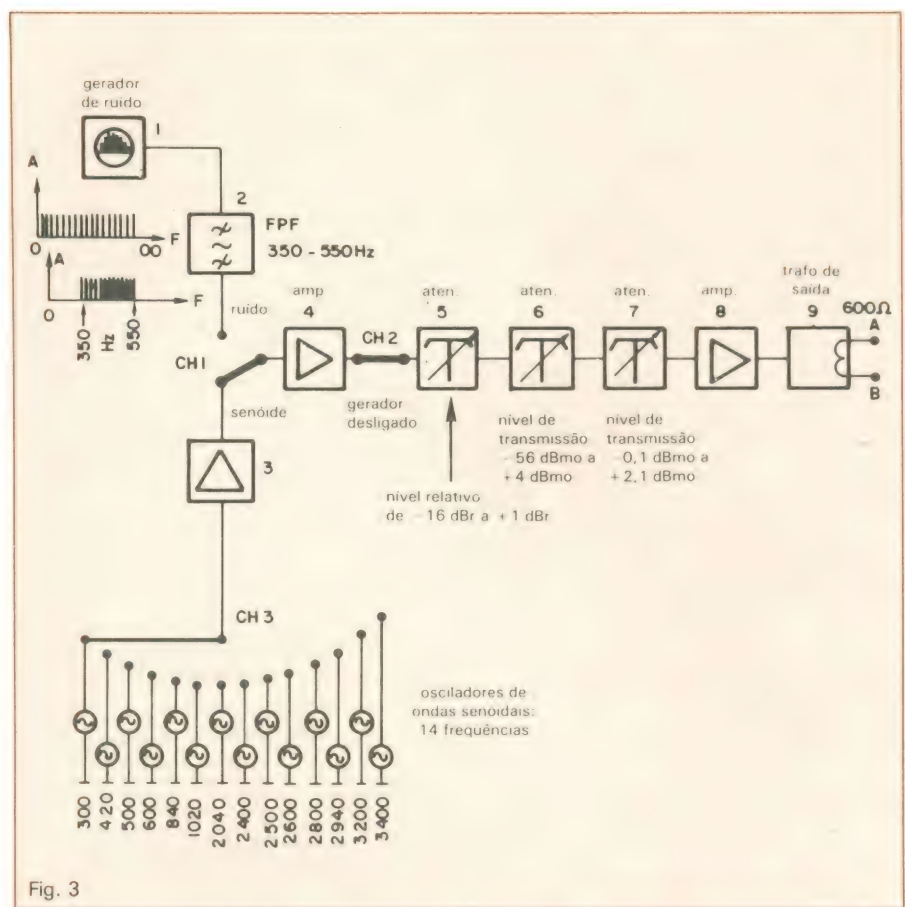 gerador
de ruído
1
A
2
FPF
350 - 550Hz
0
00
F
A
0
F
350
Hz
550
ruído
CH1
senóide
amp
4
CH2
gerador
desligado
aten.
5
nível relativo
de -16 dBr a +1 dBr
aten.
6
nível de
transmissão
-56 dBmo a
+4 dBmo
aten.
7
nível de
transmissão
-0,1 dBmo a
+2,1 dBmo
amp.
8
trafo de
saída
9
600Ω
A
B
3
CH 3
osciladores de
ondas senoidais:
14 frequências
300
420
500
600
840
1020
2040
2400
2500
2600
2800
2940
3200
3400
Fig. 3